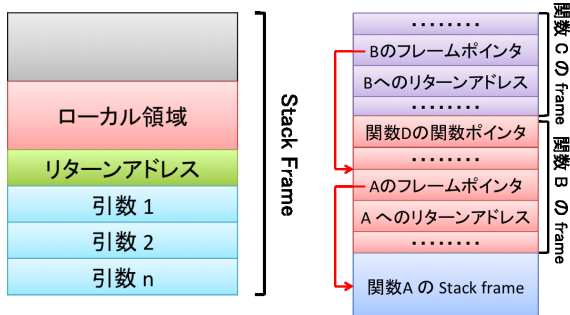 ローカル領域
リターンアドレス
引数 1
引数 2
引数 n
Stack Frame
........
Bのフレームポインタ
Bへのリターンアドレス
........
関数Dの関数ポインタ
........
Aのフレームポインタ
A へのリターンアドレス
........
関数A の Stack frame
関数 C の frame
関数 B の frame